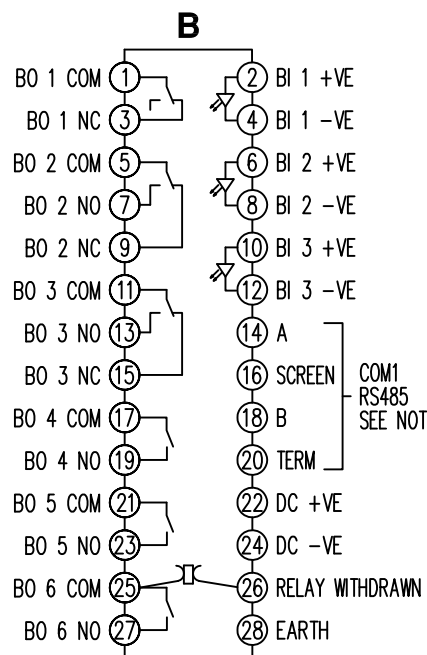 B
BO 1 COM 1 2 BI 1 +VE
BO 1 NC 3 4 BI 1 -VE
BO 2 COM 5 6 BI 2 +VE
BO 2 NO 7 8 BI 2 -VE
BO 2 NC 9 10 BI 3 +VE
BO 3 COM 11 12 BI 3 -VE
BO 3 NO 13 14 A
BO 3 NC 15 16 SCREEN
BO 4 COM 17 18 B
BO 4 NO 19 20 TERM
COM1
RS485
SEE NOT
BO 5 COM 21 22 DC +VE
BO 5 NO 23 24 DC -VE
BO 6 COM 25 26 RELAY WITHDRAWN
BO 6 NO 27 28 EARTH